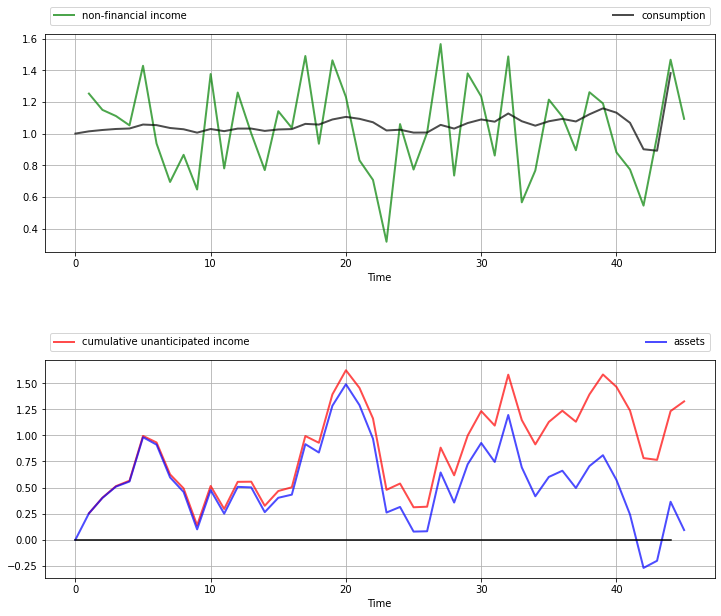 non-financial income consumption
1.6
1.4
1.2
1.0
0.8
0.6
0.4
0 10 20 30 40
Time
cumulative unanticipated income assets
1.50
1.25
1.00
0.75
0.50
0.25
0.00
−0.25
0 10 20 30 40
Time